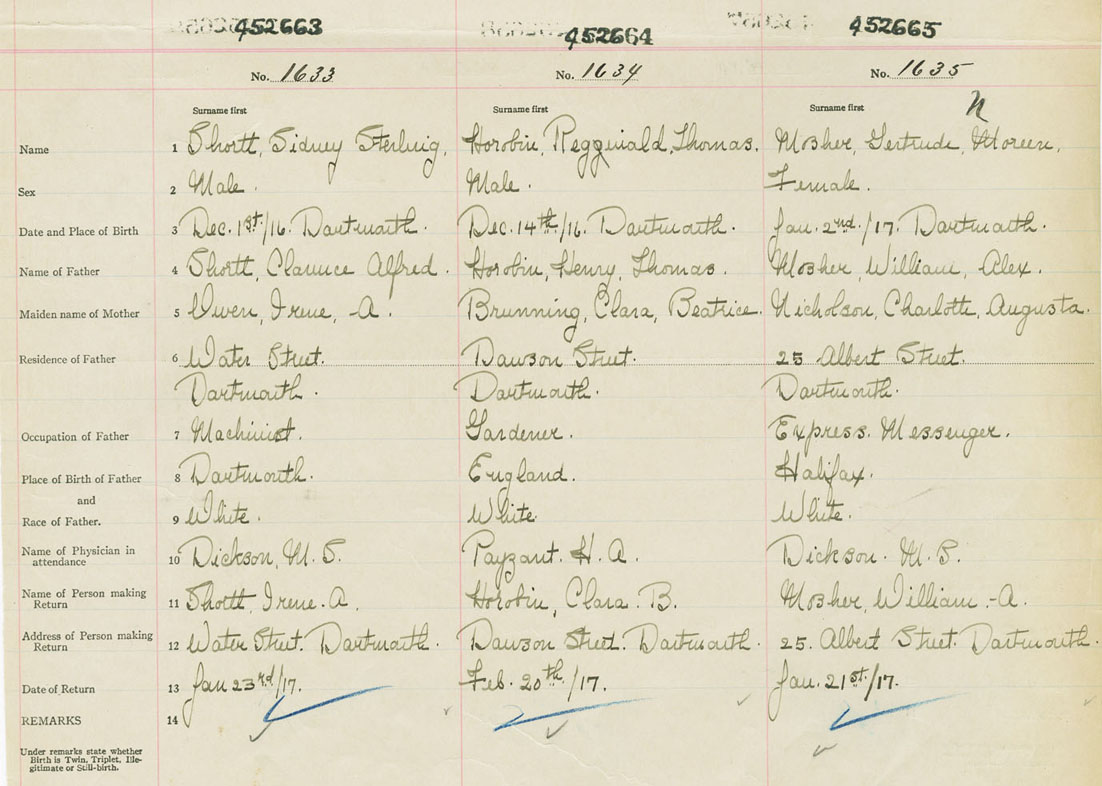 452663 452664 452665
No. 1633 No. 1634 No. 1635
Surname first Surname first Surname first n
Name 1 Shortt, Sidney Sterling. Horobin, Regginald, Thomas. Mosher, Gertrude, Moreen,
Sex 2 Male. Male. Female.
Date and Place of Birth 3 Dec. 1st/16. Dartmouth. Dec. 14th/16. Dartmouth. Jan. 2nd./17. Dartmouth.
Name of Father 4 Shortt, Clarence Alfred. Horobin, Henry, Thomas. Mosher, William, Alex.
Maiden name of Mother 5 Owen, Irene, A. Brunning, Clara, Beatrice. Nicholson, Charlotte, Augusta.
Residence of Father 6 Water Street. Dawson Street. 25 Albert Street.
Dartmouth. Dartmouth. Dartmouth.
Occupation of Father 7 Machinist. Gardener. Express. Messenger.
Place of Birth of Father 8 Dartmouth. England. Halifax.
and
Race of Father. 9 White. White. White.
Name of Physician in
attendance 10 Dickson, M. S. Payzant. H. A. Dickson. M. S.
Name of Person making
Return 11 Shortt, Irene. A. Horobin, Clara. B. Mosher, William. A.
Address of Person making
Return 12 Water Street. Dartmouth. Dawson Street. Dartmouth. 25. Albert Street. Dartmouth.
Date of Return 13 Jan 23rd/17. Feb. 20th/17. Jan. 21st/17.
REMARKS 14
Under remarks state whether
Birth is Twin, Triplet, Ille-
gitimate or Still-birth.